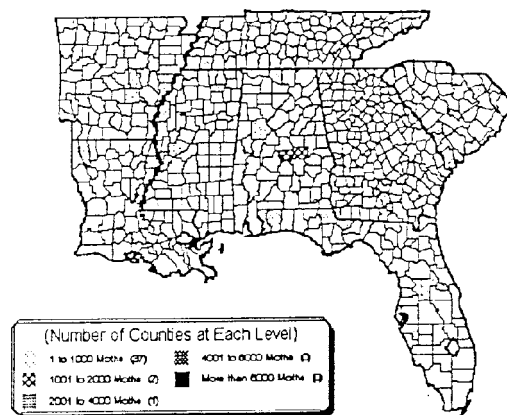 (Number of Counties at Each Level)
1 to 1000 Moths (37)
4001 to 6000 Moths
1001 to 2000 Moths (7)
More than 6000 Moths
2001 to 4000 Moths (1)